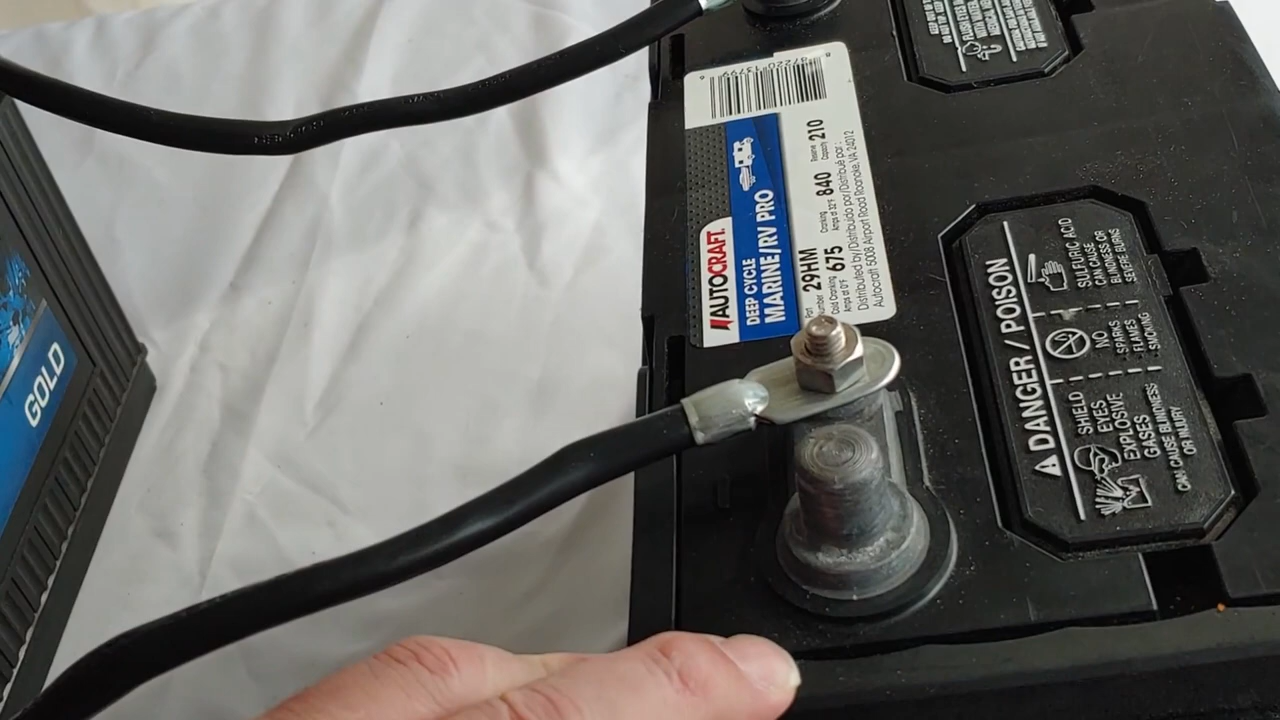 GOLD
AUTOCRAFT.
DEEP CYCLE
MARINE/RV PRO
Part Number 29HM
Cold Cranking Amps at 0°F 675
Cranking Amps at 32°F 840
Reserve Capacity 210
Distributed by/Distribuido por/Distribué par:
Autocraft 5008 Airport Road Roanoke, VA 24012
DANGER / POISON
SHIELD
EYES
EXPLOSIVE
GASES
CAN CAUSE BLINDNESS
OR INJURY
NO
· SPARKS
· FLAMES
· SMOKING
SULFURIC ACID
CAN CAUSE
BLINDNESS OR
SEVERE BURNS